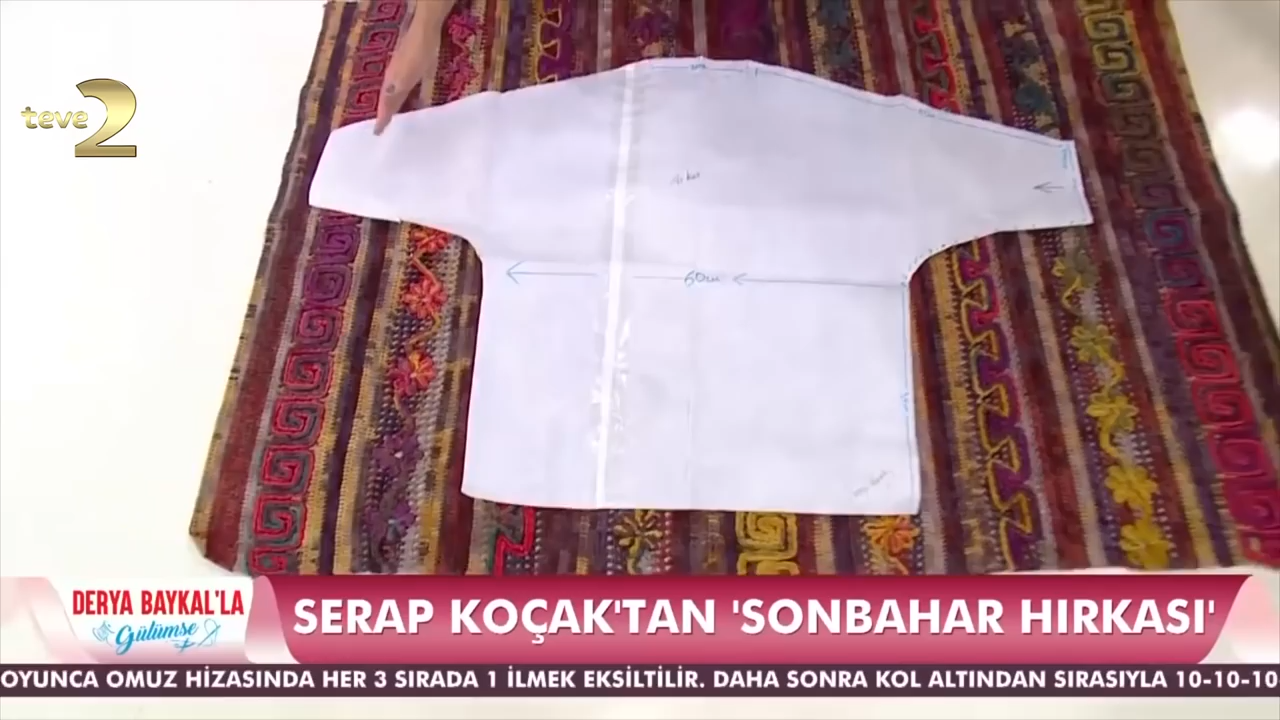 teve2
60cm
DERYA BAYKAL'LA
Gülümse
SERAP KOÇAK'TAN 'SONBAHAR HIRKASI'
OYUNCA OMUZ HİZASINDA HER 3 SIRADA 1 İLMEK EKSİLTİLİR. DAHA SONRA KOL ALTINDAN SIRASIYLA 10-10-10-